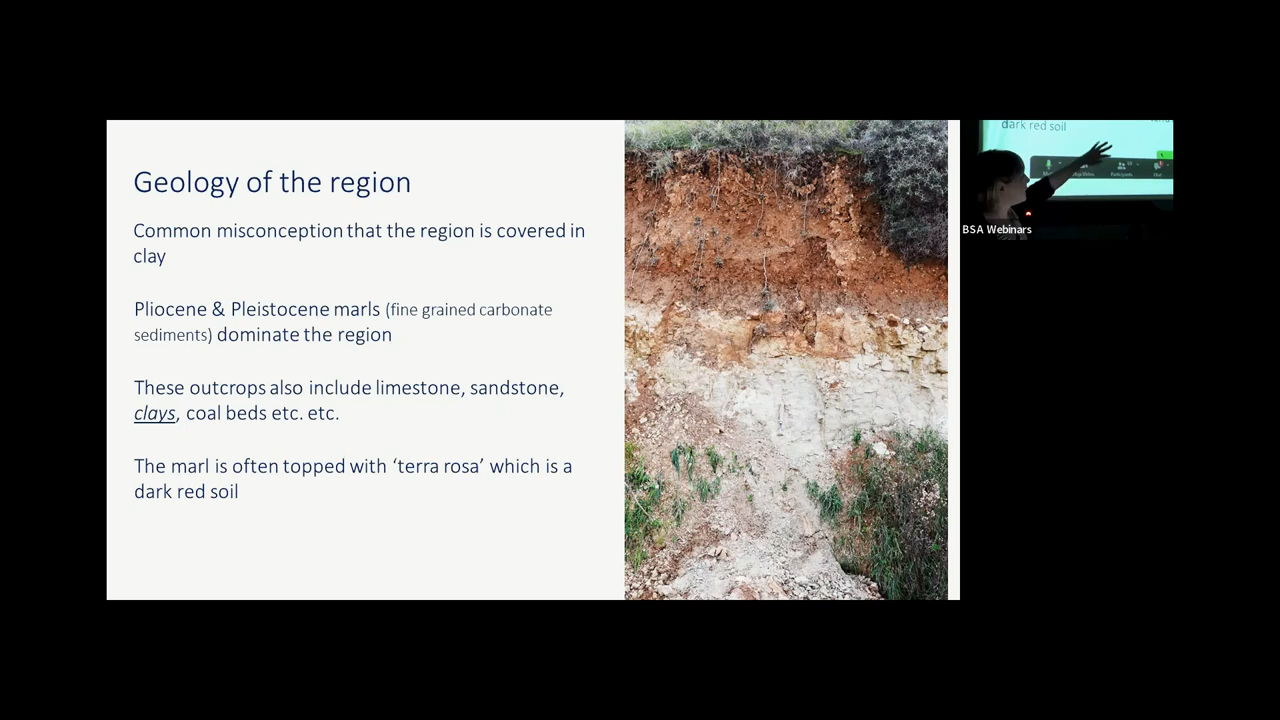 Geology of the region
Common misconception that the region is covered in
clay
Pliocene & Pleistocene marls (fine grained carbonate
sediments) dominate the region
These outcrops also include limestone, sandstone,
clays, coal beds etc. etc.
The marl is often topped with ‘terra rosa’ which is a
dark red soil
dark red soil
Participants
Chat
BSA Webinars